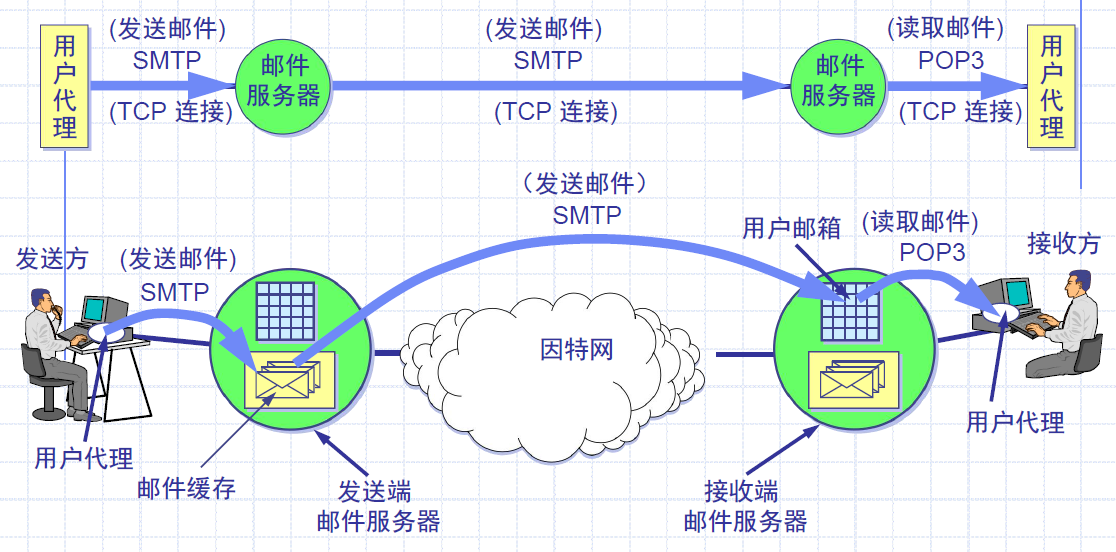 (发送邮件)
SMTP
(TCP 连接)
(发送邮件)
SMTP
(TCP 连接)
(读取邮件)
POP3
(TCP 连接)
用户代理
邮件
服务器
邮件
服务器
用户代理
（发送邮件）
SMTP
发送方
(发送邮件)
SMTP
用户邮箱
(读取邮件)
POP3
接收方
因特网
用户代理
邮件缓存
发送端
邮件服务器
接收端
邮件服务器
用户代理